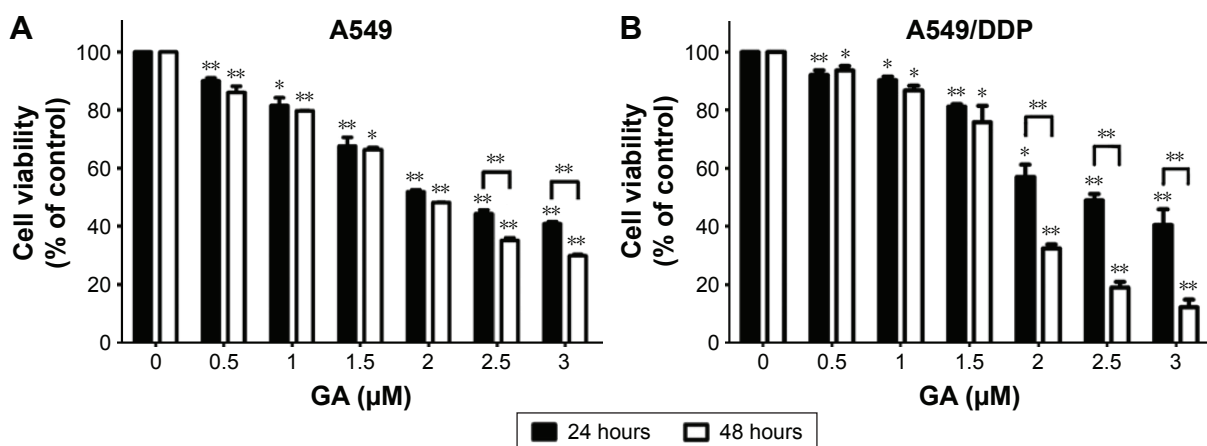 A
A549
Cell viability
(% of control)
100
80
60
40
20
0
** ** * ** ** * ** ** ** ** ** ** ** **
0 0.5 1 1.5 2 2.5 3
GA (µM)
B
A549/DDP
Cell viability
(% of control)
100
80
60
40
20
0
** * * * ** * ** * ** ** ** ** ** ** **
0 0.5 1 1.5 2 2.5 3
GA (µM)
24 hours 48 hours